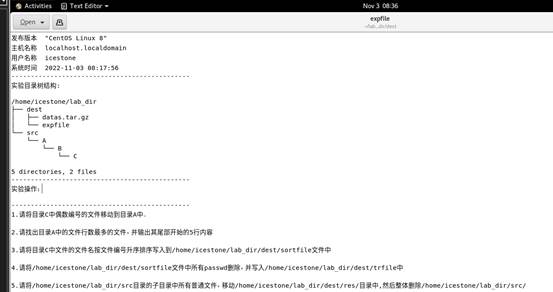 Activities Text Editor Nov 3 08:36
Open expfile
~/lab_dir/dest
发布版本 "CentOS Linux 8"
主机名称 localhost.localdomain
用户名称 icestone
系统时间 2022-11-03 08:17:56
----------------------------------------------
实验目录树结构:
/home/icestone/lab_dir
├── dest
│   ├── datas.tar.gz
│   └── expfile
└── src
    └── A
        └── B
            └── C
5 directories, 2 files
----------------------------------------------
实验操作:
----------------------------------------------
1.请将目录C中偶数编号的文件移动到目录A中.
2.请找出目录A中的文件行数最多的文件,并输出其尾部开始的5行内容
3.请将目录C中文件的文件名按文件编号升序排序写入到/home/icestone/lab_dir/dest/sortfile文件中
4.请将/home/icestone/lab_dir/dest/sortfile文件中所有passwd删除,并写入/home/icestone/lab_dir/dest/trfile中
5.请将/home/icestone/lab_dir/src目录的子目录中所有普通文件,移动/home/icestone/lab_dir/dest/res/目录中,然后整体删除/home/icestone/lab_dir/src/